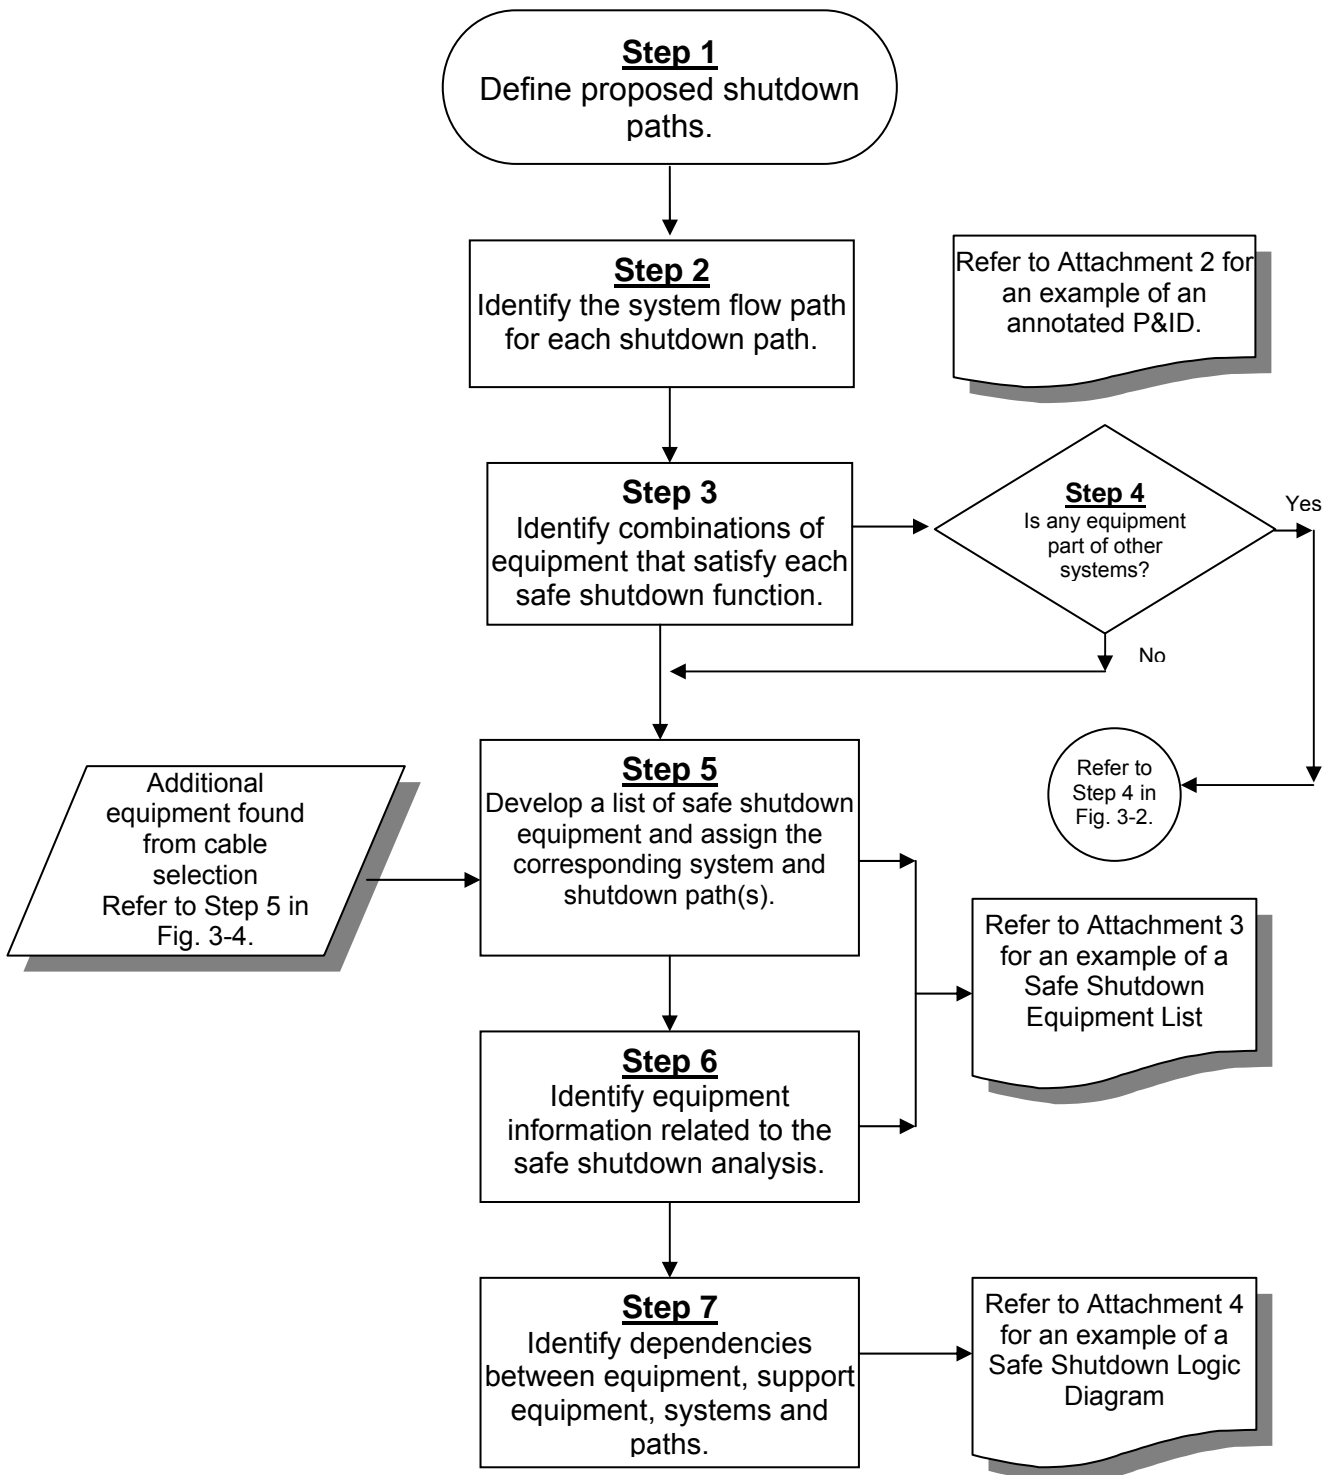 Step 1
Define proposed shutdown
paths.
Step 2
Identify the system flow path
for each shutdown path.
Refer to Attachment 2 for
an example of an
annotated P&ID.
Step 3
Identify combinations of
equipment that satisfy each
safe shutdown function.
Step 4
Is any equipment
part of other
systems?
Yes
No
Refer to
Step 4 in
Fig. 3-2.
Additional
equipment found
from cable
selection
Refer to Step 5 in
Fig. 3-4.
Step 5
Develop a list of safe shutdown
equipment and assign the
corresponding system and
shutdown path(s).
Refer to Attachment 3
for an example of a
Safe Shutdown
Equipment List
Step 6
Identify equipment
information related to the
safe shutdown analysis.
Step 7
Identify dependencies
between equipment, support
equipment, systems and
paths.
Refer to Attachment 4
for an example of a
Safe Shutdown Logic
Diagram